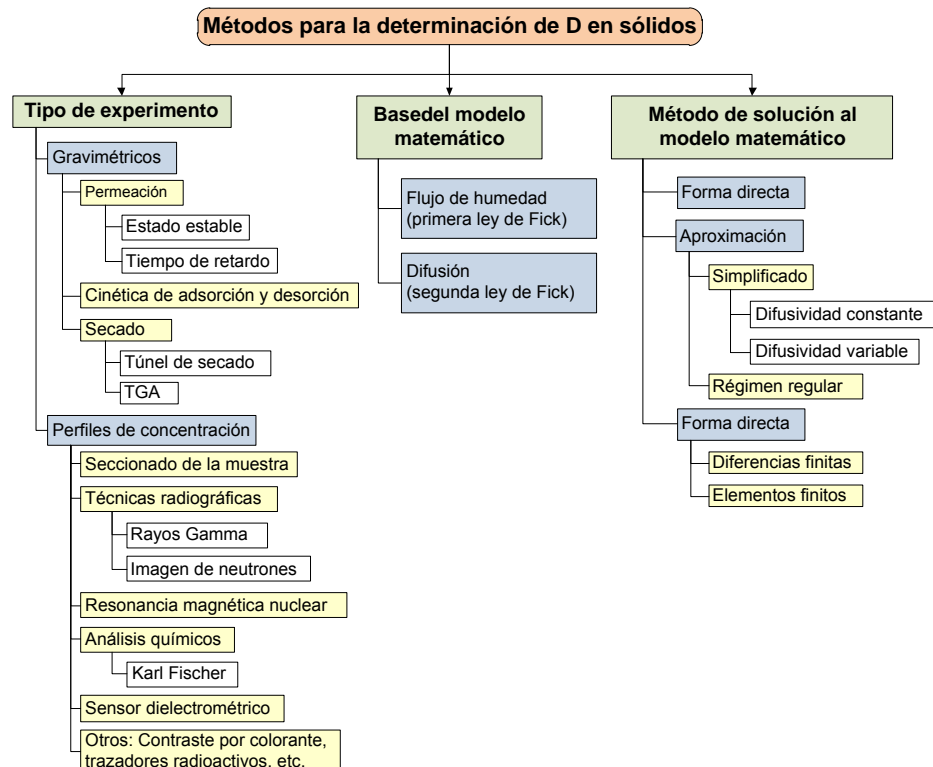 Métodos para la determinación de D en sólidos
Tipo de experimento
Gravimétricos
Permeación
Estado estable
Tiempo de retardo
Cinética de adsorción y desorción
Secado
Túnel de secado
TGA
Perfiles de concentración
Seccionado de la muestra
Técnicas radiográficas
Rayos Gamma
Imagen de neutrones
Resonancia magnética nuclear
Análisis químicos
Karl Fischer
Sensor dielectrométrico
Otros: Contraste por colorante,
trazadores radioactivos, etc.
Basedel modelo
matemático
Flujo de humedad
(primera ley de Fick)
Difusión
(segunda ley de Fick)
Método de solución al
modelo matemático
Forma directa
Aproximación
Simplificado
Difusividad constante
Difusividad variable
Régimen regular
Forma directa
Diferencias finitas
Elementos finitos